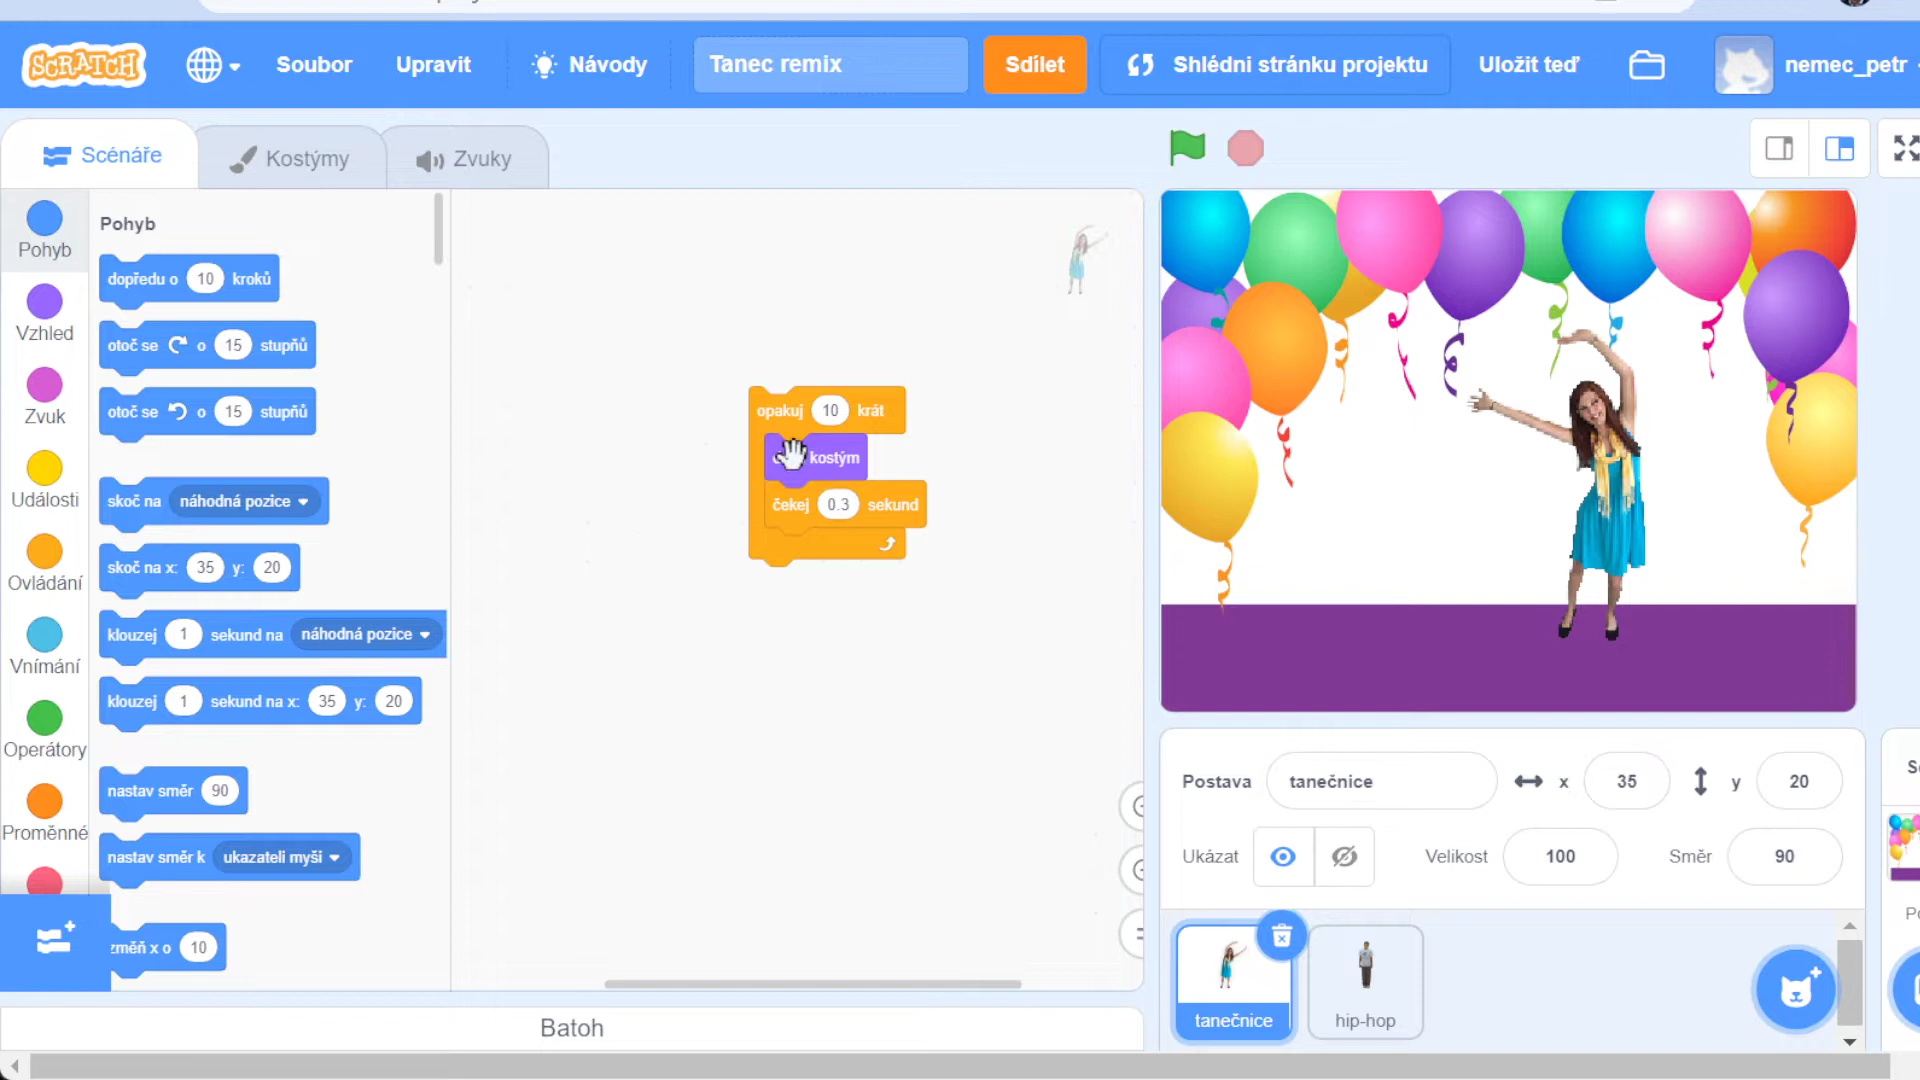 SCRATCH
Soubor
Upravit
Návody
Tanec remix
Sdílet
Shlédni stránku projektu
Uložit teď
nemec_petr
Scénáře
Kostýmy
Zvuky
Pohyb
Vzhled
Zvuk
Události
Ovládání
Vnímání
Operátory
Proměnné
Pohyb
dopředu o 10 kroků
otoč se o 15 stupňů
otoč se o 15 stupňů
skoč na náhodná pozice
skoč na x: 35 y: 20
klouzej 1 sekund na náhodná pozice
klouzej 1 sekund na x: 35 y: 20
nastav směr 90
nastav směr k ukazateli myši
změň x o 10
opakuj 10 krát
kostým
čekej 0.3 sekund
Postava tanečnice x 35 y 20
Ukázat Velikost 100 Směr 90
tanečnice
hip-hop
Batoh